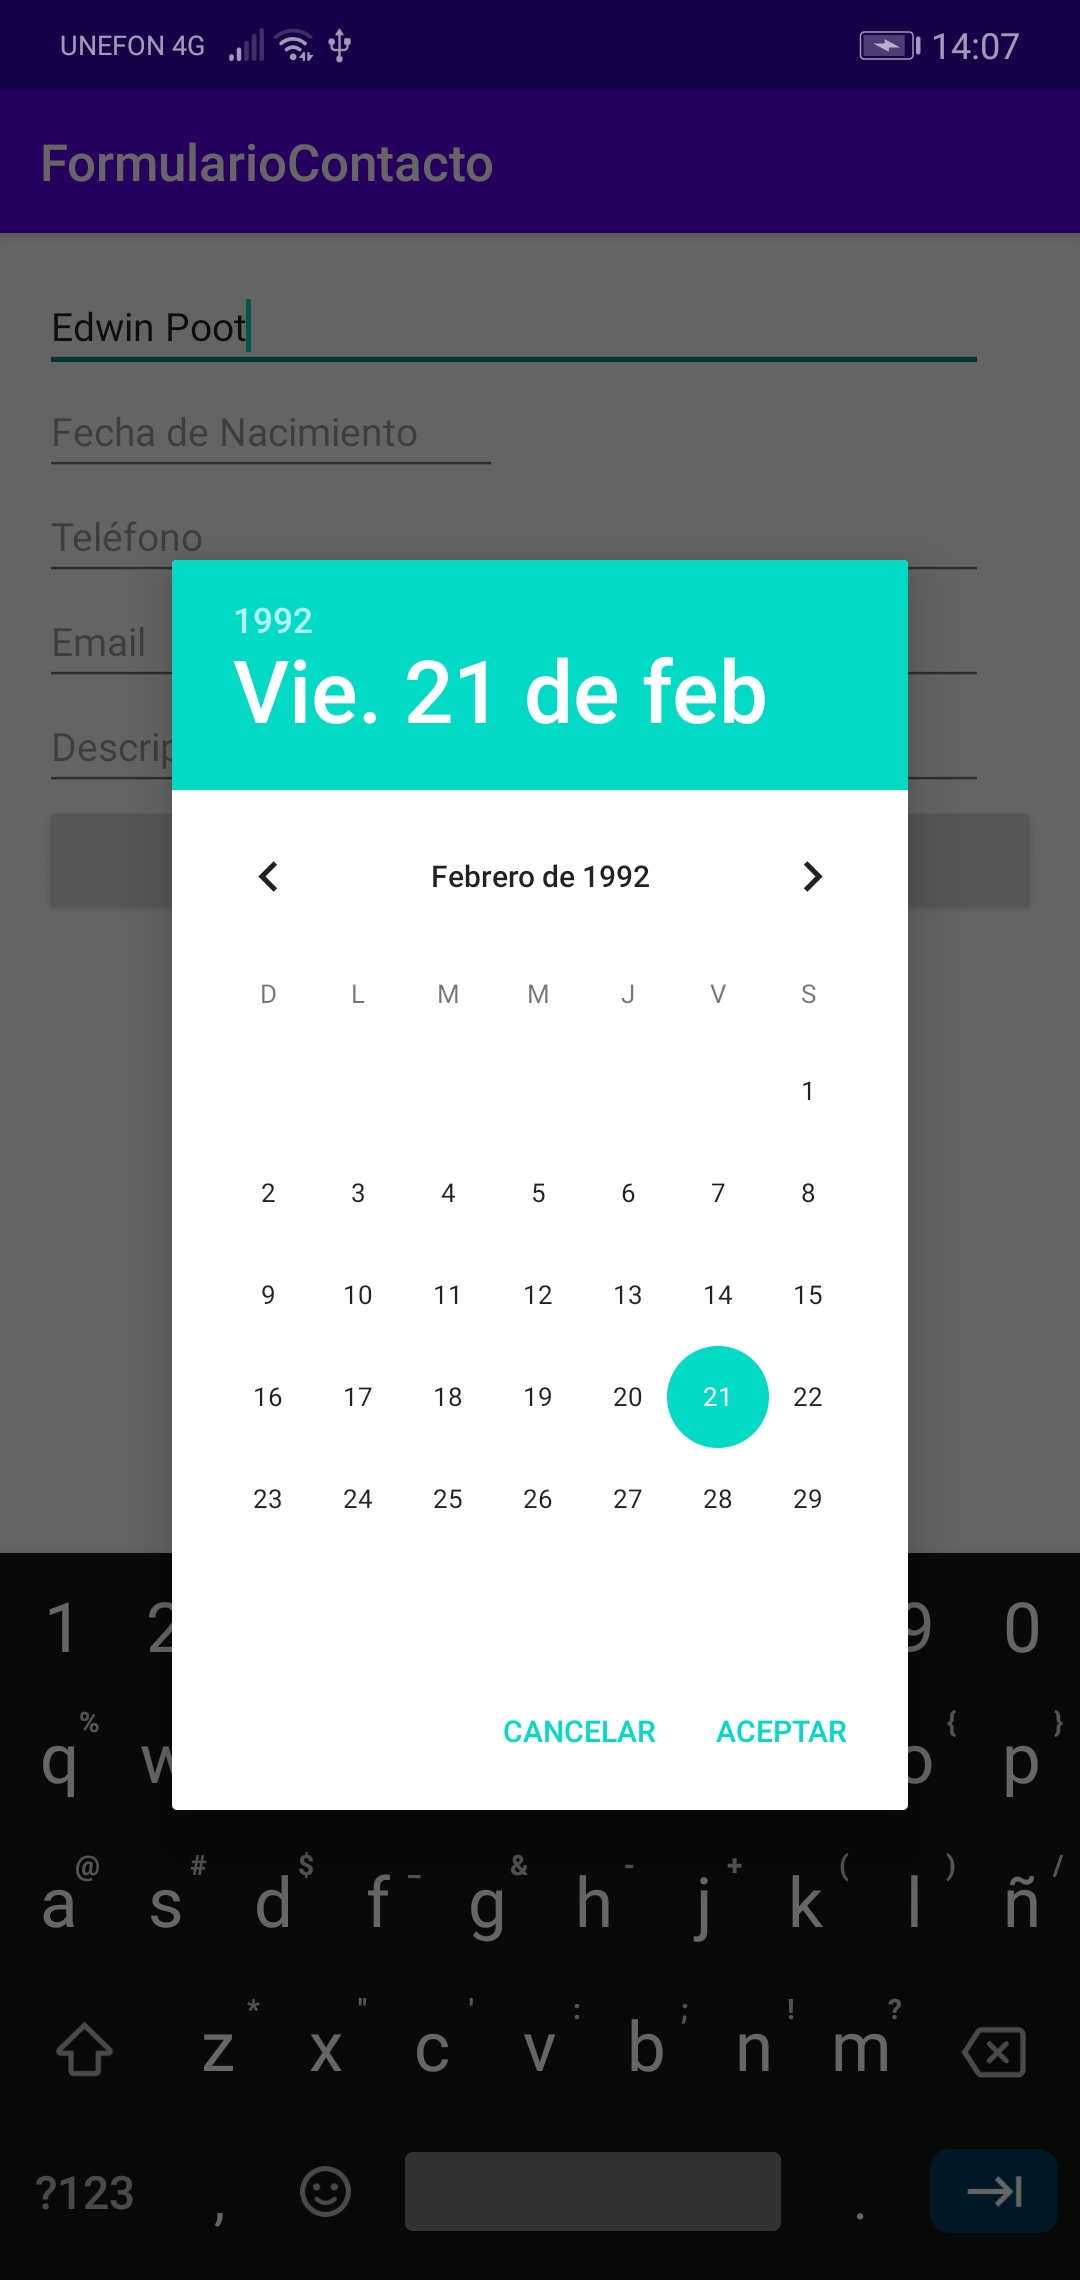 UNEFON 4G 14:07
FormularioContacto
Edwin Poot
Fecha de Nacimiento
Teléfono
Email
Descrip
1992
Vie. 21 de feb
Febrero de 1992
D L M M J V S
1
2 3 4 5 6 7 8
9 10 11 12 13 14 15
16 17 18 19 20 21 22
23 24 25 26 27 28 29
CANCELAR ACEPTAR
1 2 9 0
% { }
q w o p
@ # $ _ & - + ( ) /
a s d f g h j k l ñ
* " ' : ; ! ?
z x c v b n m
?123 , .